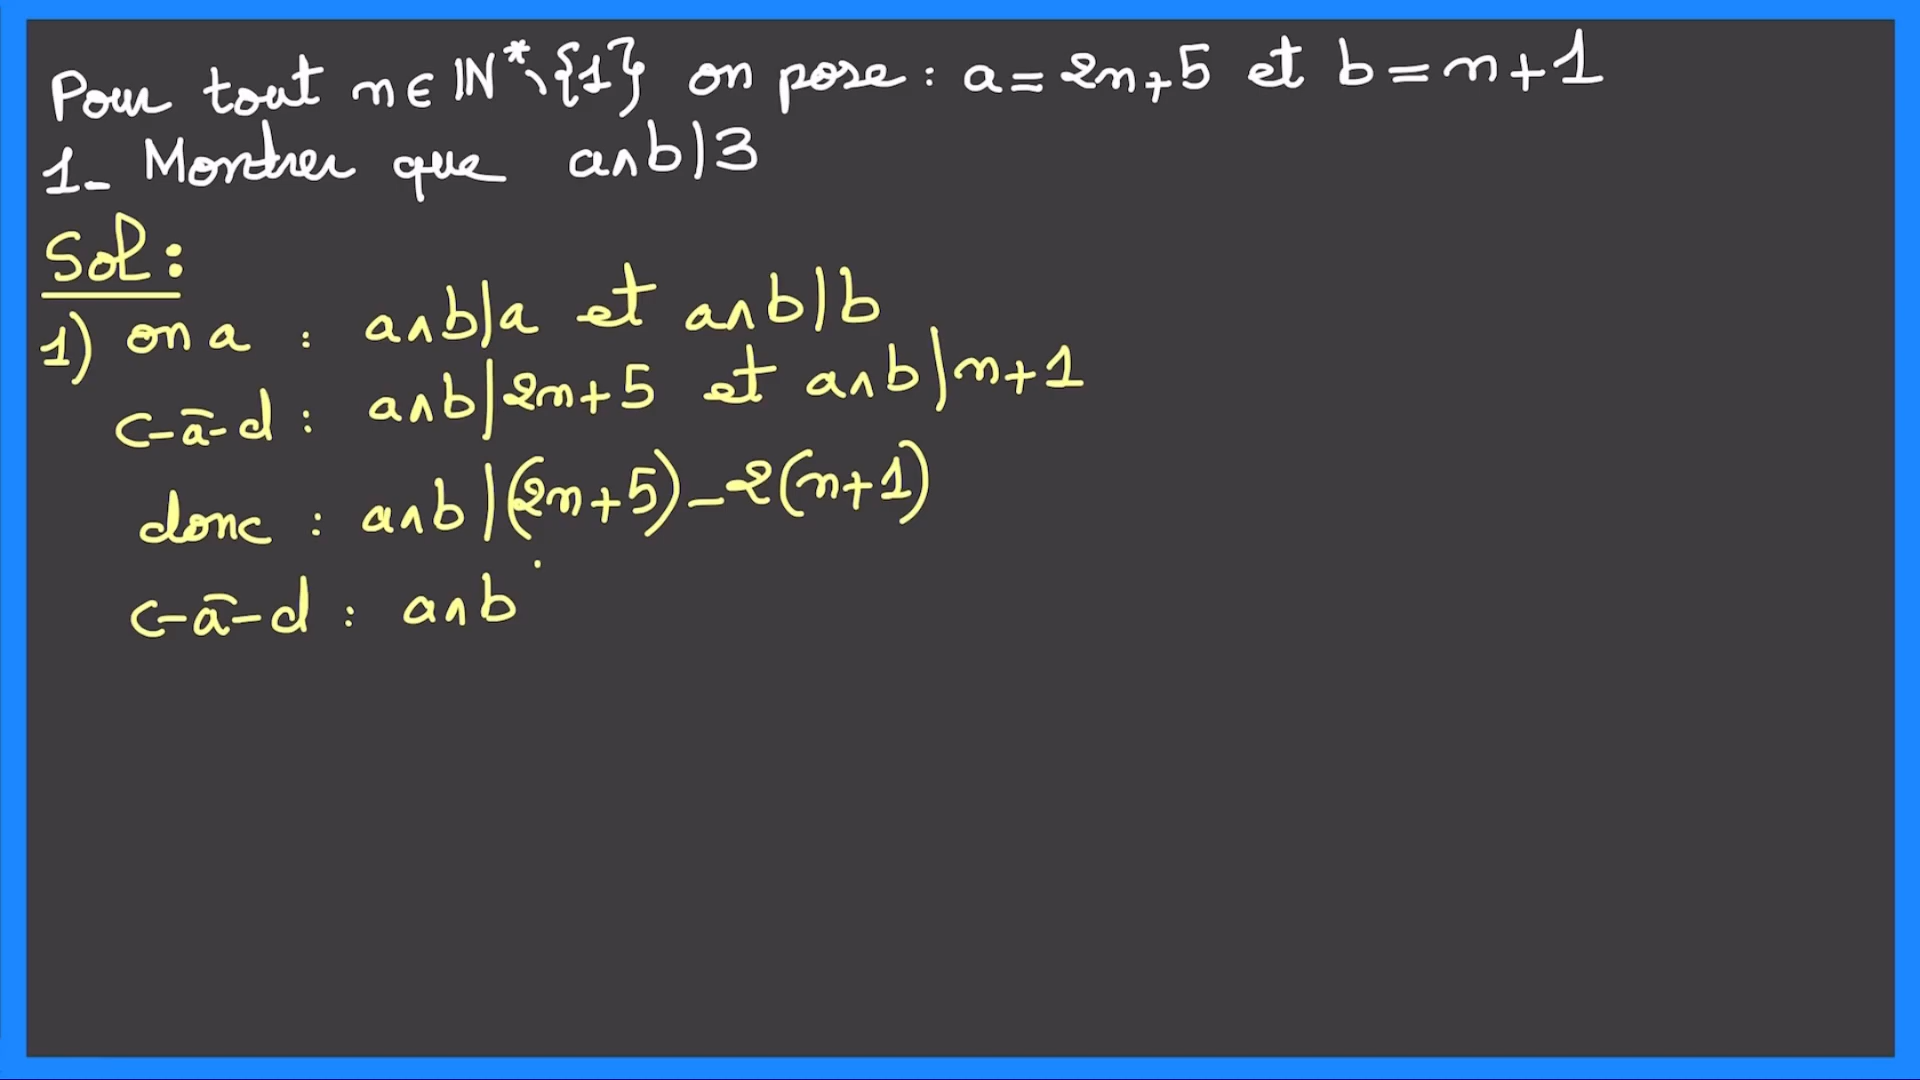 Pour tout n∈ℕ*\{1} on pose : a = 2n+5 et b = n+1
1- Montrer que a∧b|3
Sol :
1) on a : a∧b|a et a∧b|b
c-à-d : a∧b|2n+5 et a∧b|n+1
donc : a∧b|(2n+5)-2(n+1)
c-à-d : a∧b